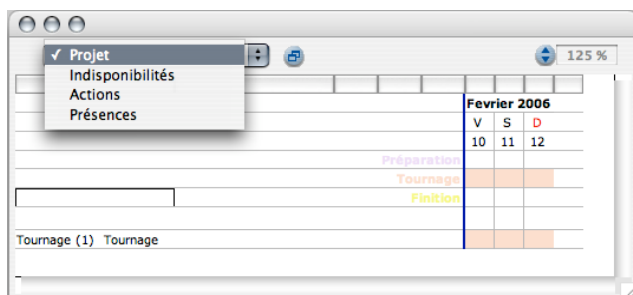 ✓ Projet
125 %
Indisponibilités
Actions
Présences
Fevrier 2006
V S D
10 11 12
Préparation
Tournage
Finition
Tournage (1) Tournage